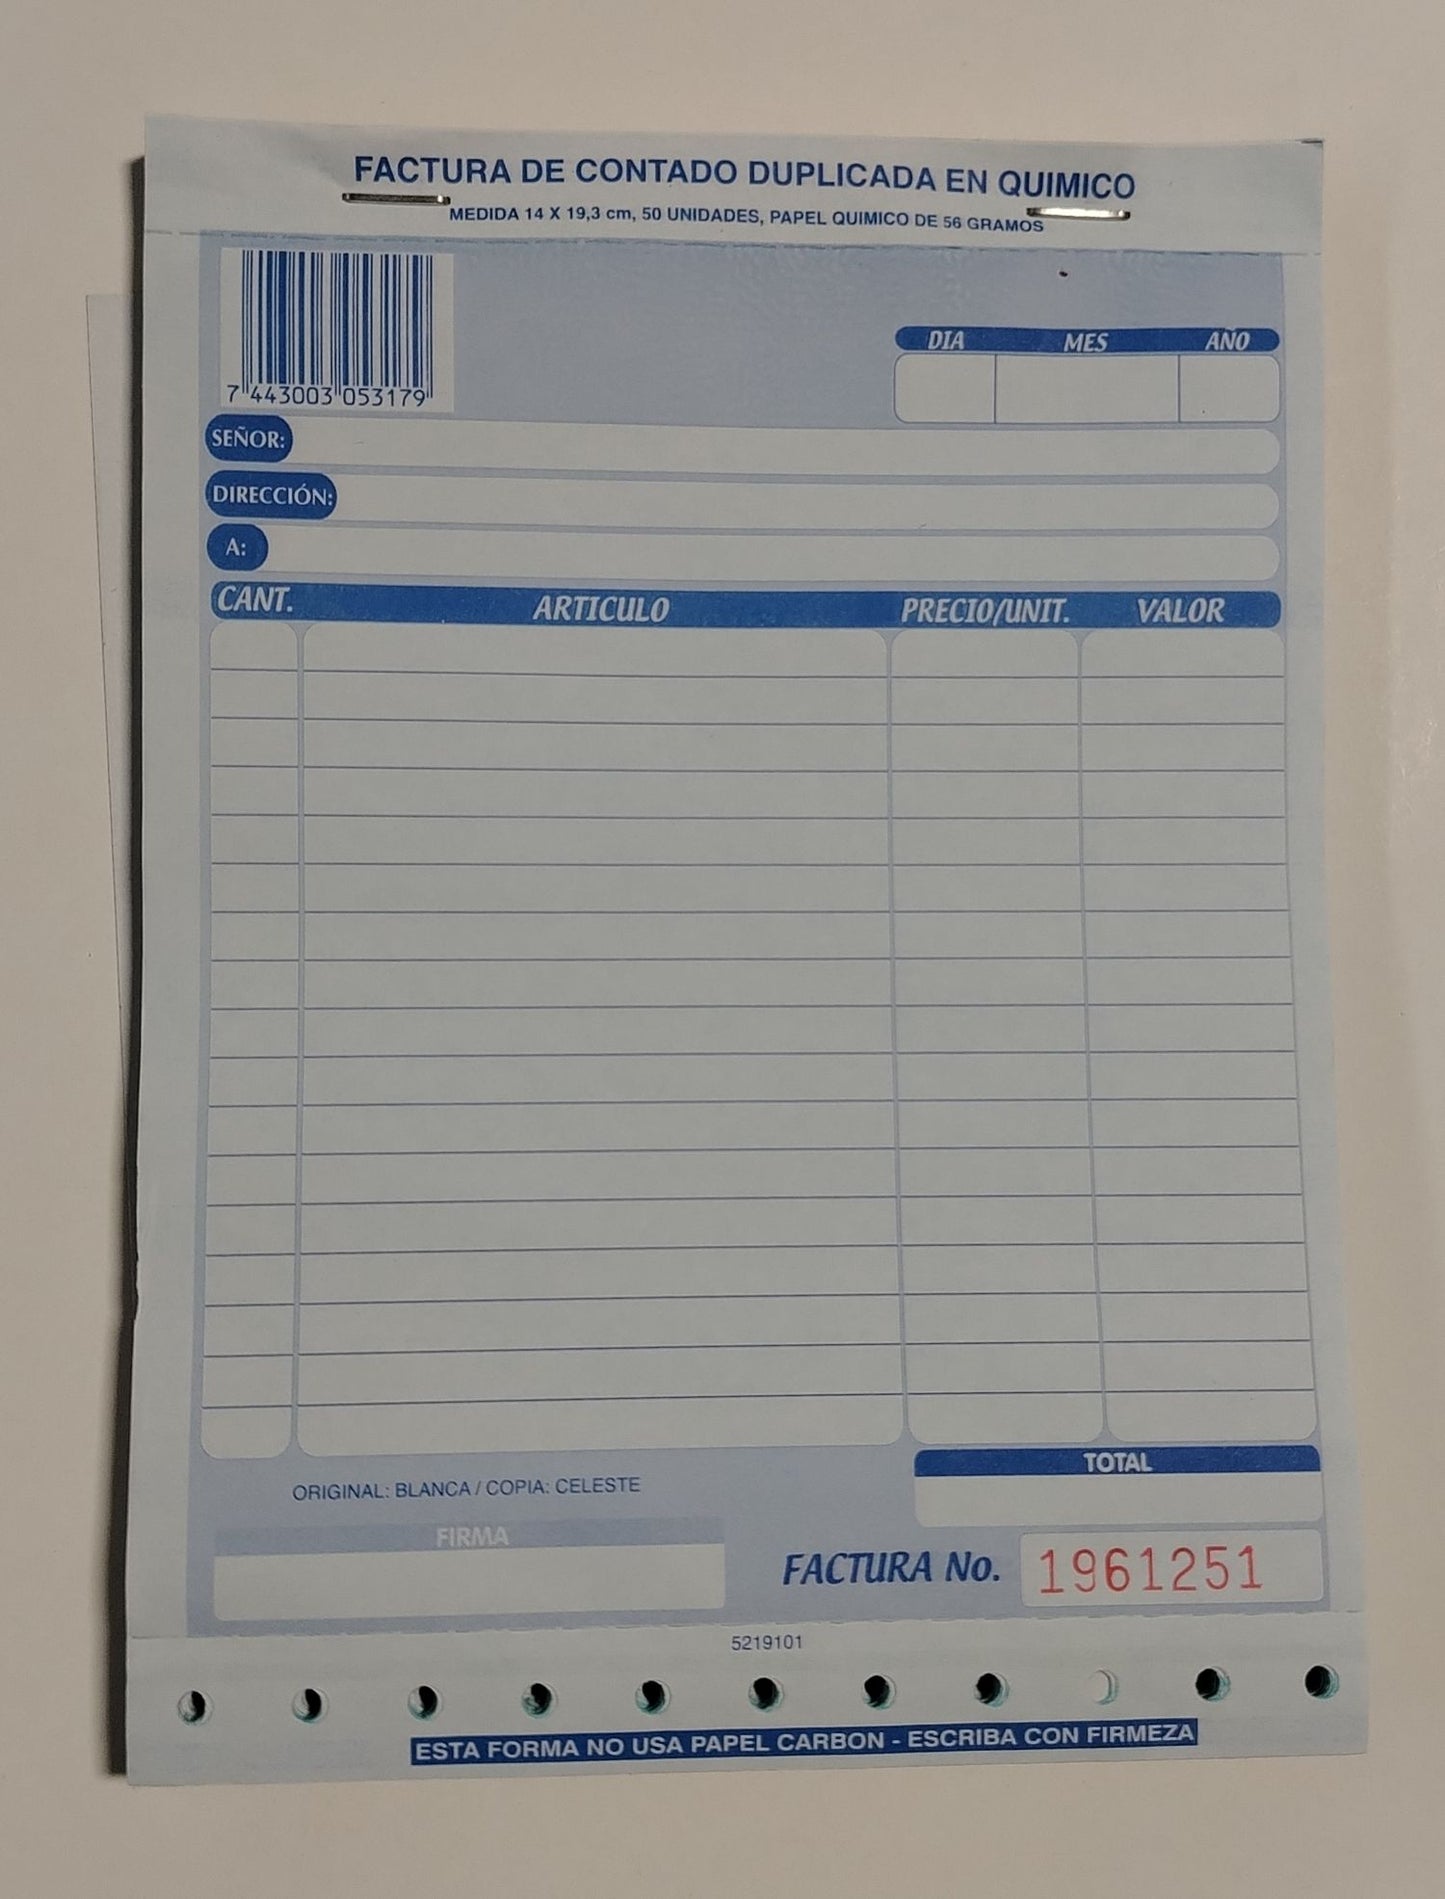 FACTURA DE CONTADO DUPLICADA EN QUIMICO
MEDIDA 14 X 19,3 cm, 50 UNIDADES, PAPEL QUIMICO DE 56 GRAMOS
7 443003 053179
DIA MES AÑO
SEÑOR:
DIRECCIÓN:
A:
CANT. ARTICULO PRECIO/UNIT. VALOR
TOTAL
ORIGINAL: BLANCA / COPIA: CELESTE
FIRMA
FACTURA No. 1961251
5219101
ESTA FORMA NO USA PAPEL CARBON - ESCRIBA CON FIRMEZA